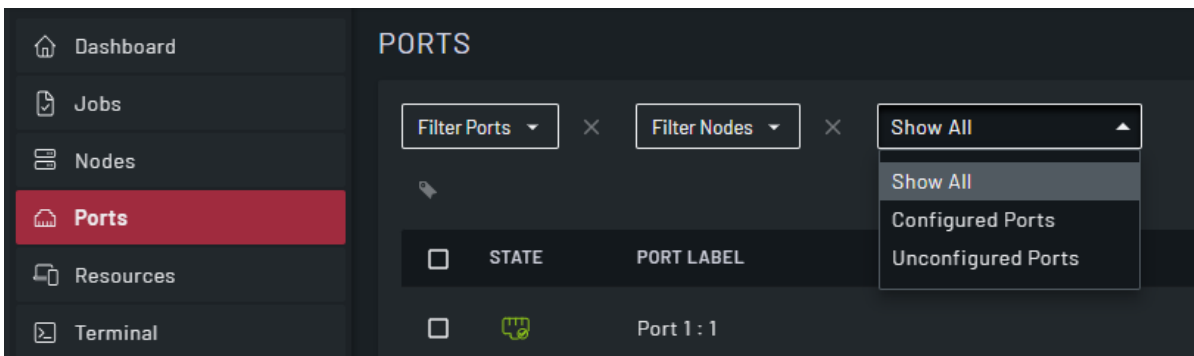 Dashboard
Jobs
Nodes
Ports
Resources
Terminal
PORTS
Filter Ports
Filter Nodes
Show All
Show All
Configured Ports
Unconfigured Ports
STATE PORT LABEL
Port 1 : 1